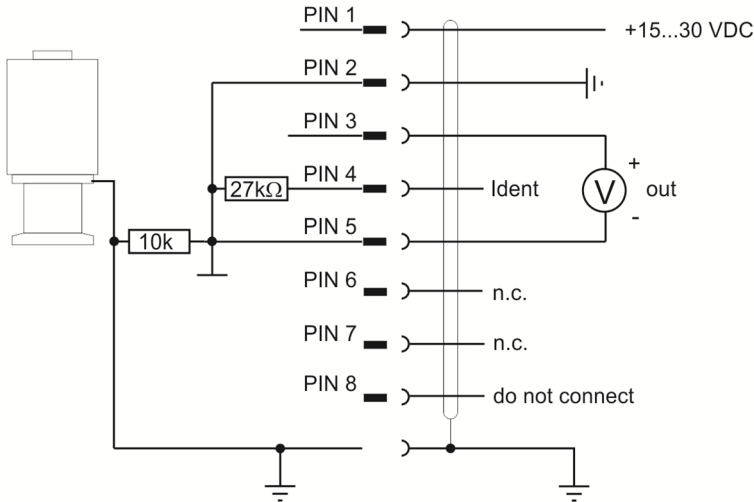 PIN 1
+15...30 VDC
PIN 2
PIN 3
+
27kΩ
PIN 4
Ident
V
out
-
10k
PIN 5
PIN 6
n.c.
PIN 7
n.c.
PIN 8
do not connect